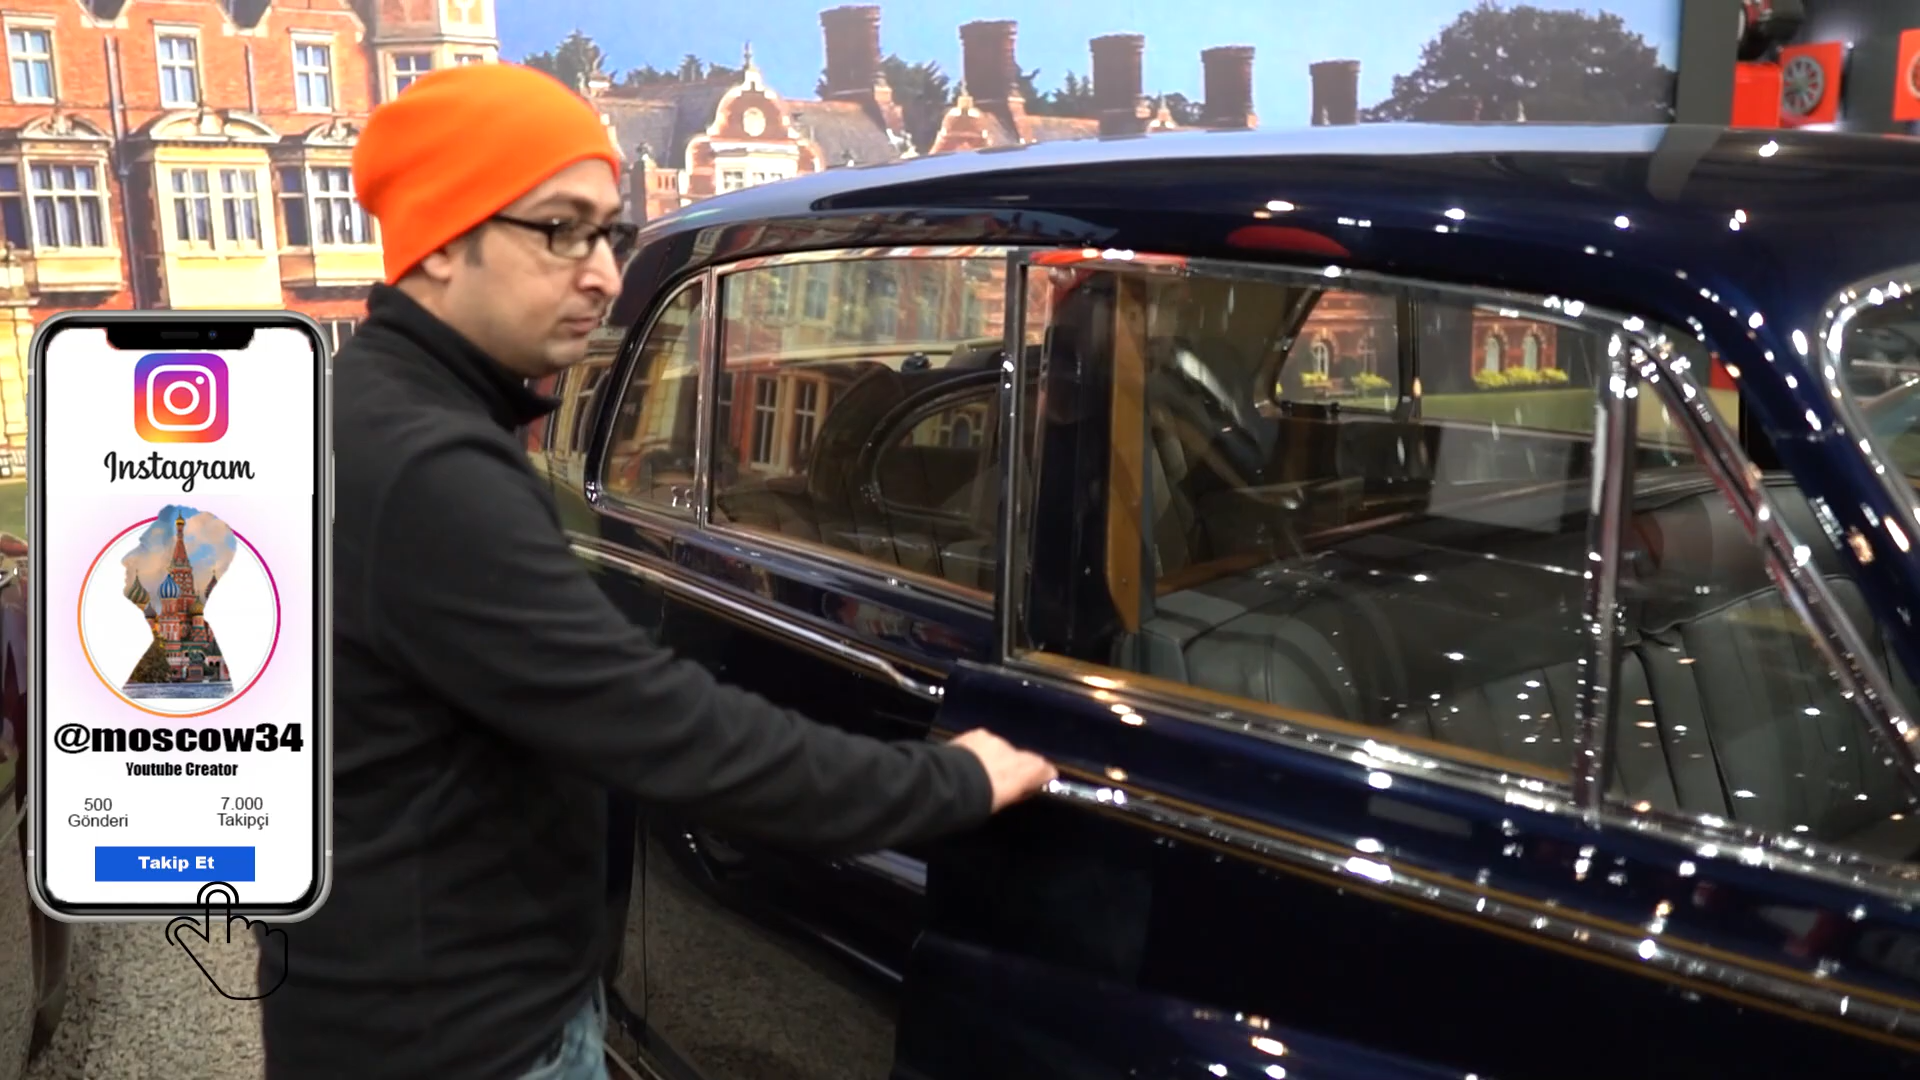 Instagram
@moscow34
Youtube Creator
500 7.000
Gönderi Takipçi
Takip Et